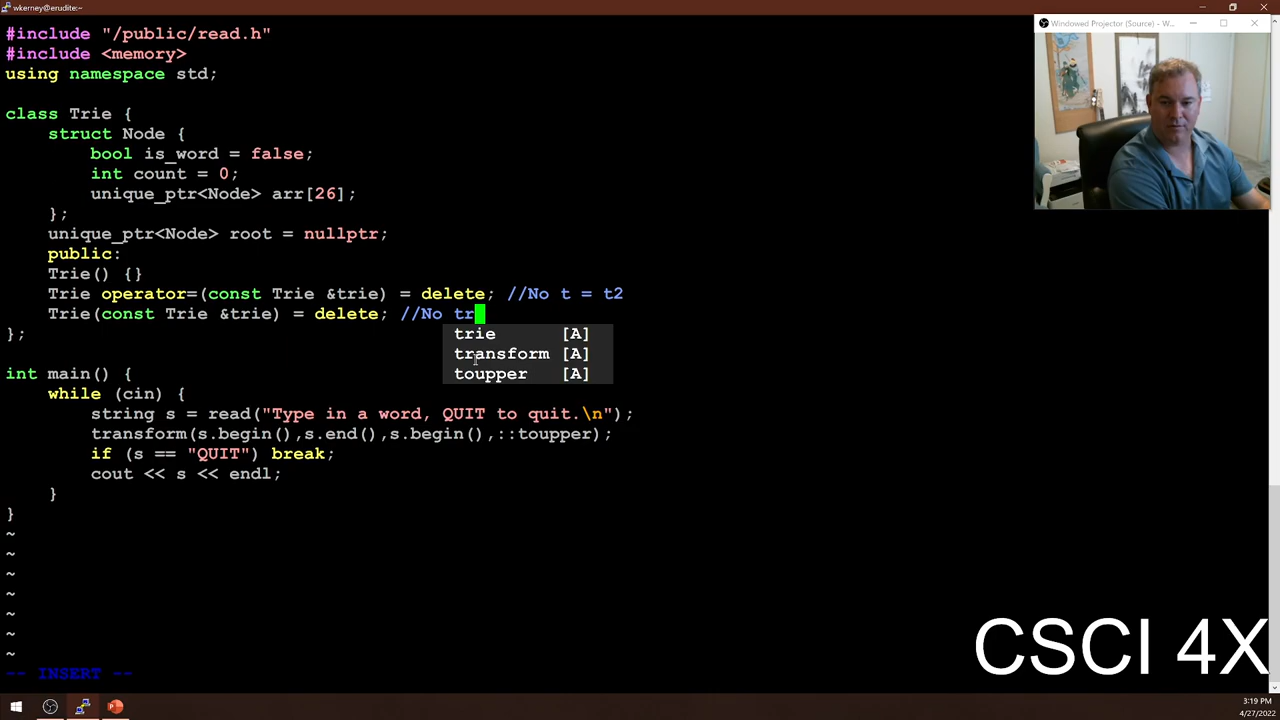 wkerney@erudite:~
Windowed Projector (Source) - W...
#include "/public/read.h"
#include <memory>
using namespace std;
class Trie {
struct Node {
bool is_word = false;
int count = 0;
unique_ptr<Node> arr[26];
};
unique_ptr<Node> root = nullptr;
public:
Trie() {}
Trie operator=(const Trie &trie) = delete; //No t = t2
Trie(const Trie &trie) = delete; //No tr
trie [A]
transform [A]
toupper [A]
};
int main() {
while (cin) {
string s = read("Type in a word, QUIT to quit.\n");
transform(s.begin(),s.end(),s.begin(),::toupper);
if (s == "QUIT") break;
cout << s << endl;
}
}
~
~
~
~
~
~
~
-- INSERT --
CSCI 4X
3:19 PM
4/27/2022